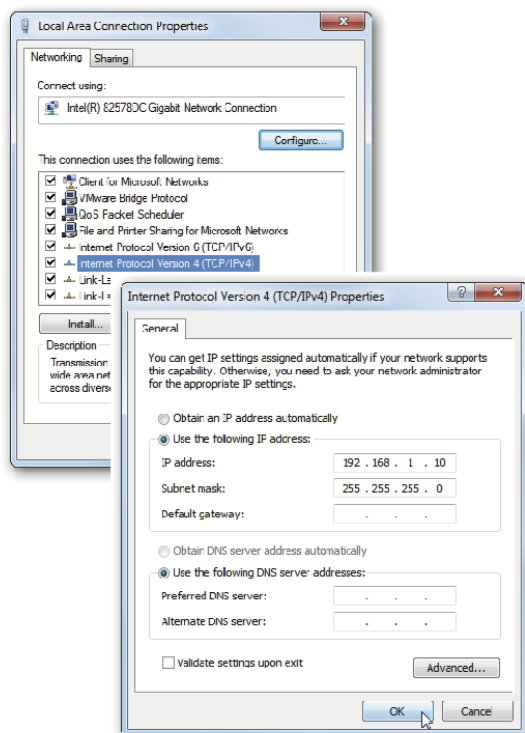 Local Area Connection Properties
Networking
Sharing
Connect using:
Intel(R) 82578DC Gigabit Network Connection
Configure...
This connection uses the following items:
Client for Microsoft Networks
VMware Bridge Protocol
QoS Packet Scheduler
File and Printer Sharing for Microsoft Networks
Internet Protocol Version 6 (TCP/IPv6)
Internet Protocol Version 4 (TCP/IPv4)
Link-La
Link-La
Install...
Description
Transmission
wide area net
across divers
Internet Protocol Version 4 (TCP/IPv4) Properties
General
You can get IP settings assigned automatically if your network supports
this capability. Otherwise, you need to ask your network administrator
for the appropriate IP settings.
Obtain an IP address automatically
Use the following IP address:
IP address: 192 . 168 . 1 . 10
Subnet mask: 255 . 255 . 255 . 0
Default gateway: . . .
Obtain DNS server address automatically
Use the following DNS server addresses:
Preferred DNS server: . . .
Alternate DNS server: . . .
Validate settings upon exit
Advanced...
OK
Cancel